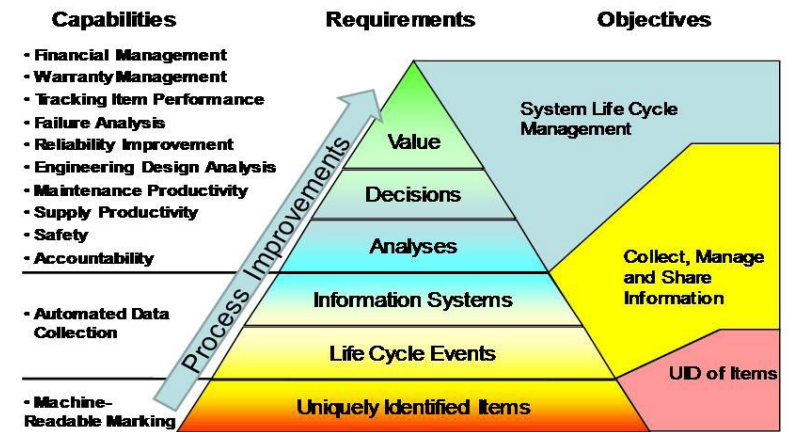 Capabilities
Requirements
Objectives
• Financial Management
• Warranty Management
• Tracking Item Performance
• Failure Analysis
• Reliability Improvement
• Engineering Design Analysis
• Maintenance Productivity
• Supply Productivity
• Safety
• Accountability
• Automated Data
Collection
• Machine-
Readable Marking
Process Improvements
Value
Decisions
Analyses
Information Systems
Life Cycle Events
Uniquely Identified Items
System Life Cycle
Management
Collect, Manage
and Share
Information
UID of Items